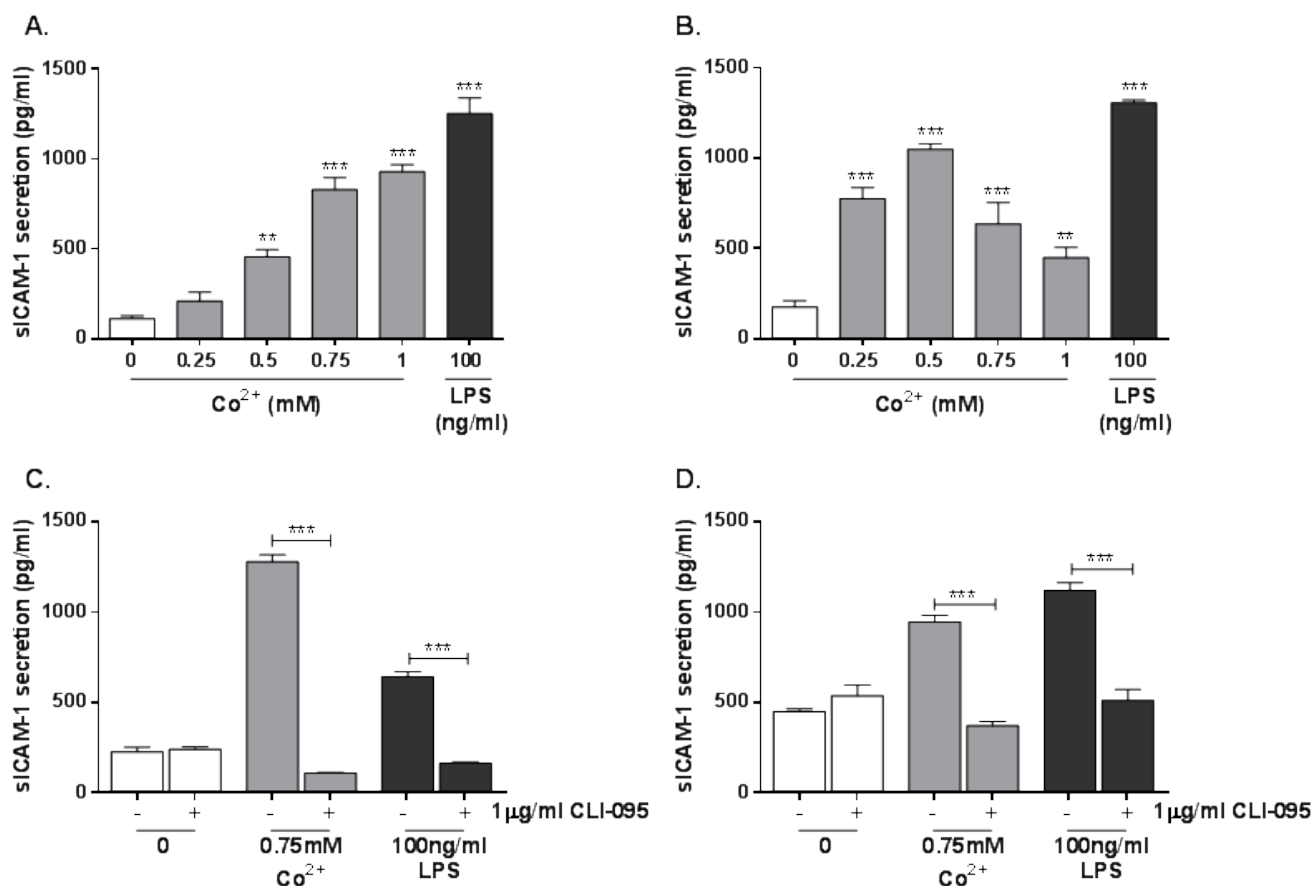 A.
sICAM-1 secretion (pg/ml)
1500
1000
500
0
**
***
***
***
0 0.25 0.5 0.75 1 100
Co2+ (mM)
LPS
(ng/ml)
B.
sICAM-1 secretion (pg/ml)
1500
1000
500
0
***
***
***
**
***
0 0.25 0.5 0.75 1 100
Co2+ (mM)
LPS
(ng/ml)
C.
sICAM-1 secretion (pg/ml)
1500
1000
500
0
***
***
- + - + - + 1µg/ml CLI-095
0 0.75mM 100ng/ml
Co2+ LPS
D.
sICAM-1 secretion (pg/ml)
1500
1000
500
0
***
***
- + - + - + 1µg/ml CLI-095
0 0.75mM 100ng/ml
Co2+ LPS